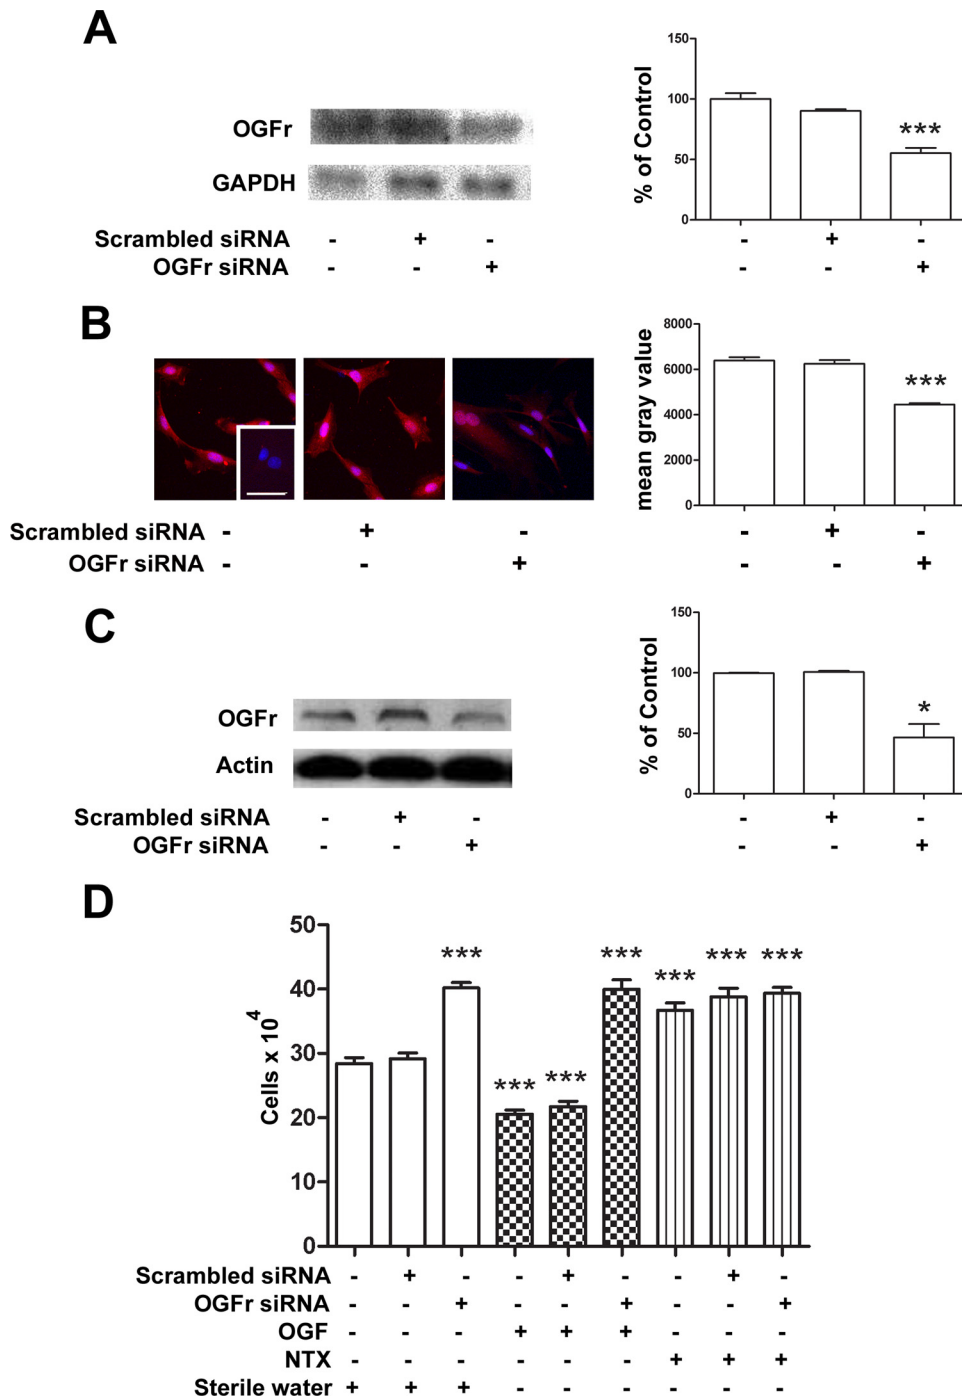 A
OGFr
GAPDH
Scrambled siRNA - + -
OGFr siRNA - - +
% of Control
150
100
50
0
***
- + -
- - +
B
Scrambled siRNA - + -
OGFr siRNA - - +
mean gray value
8000
6000
4000
2000
0
***
- + -
- - +
C
OGFr
Actin
Scrambled siRNA - + -
OGFr siRNA - - +
% of Control
150
100
50
0
*
- + -
- - +
D
Cells x 10⁴
50
40
30
20
10
0
*** *** *** *** *** *** ***
Scrambled siRNA - + - - + - - + -
OGFr siRNA - - + - - + - - +
OGF - - - + + + - - -
NTX - - - - - - + + +
Sterile water + + + - - - - - -